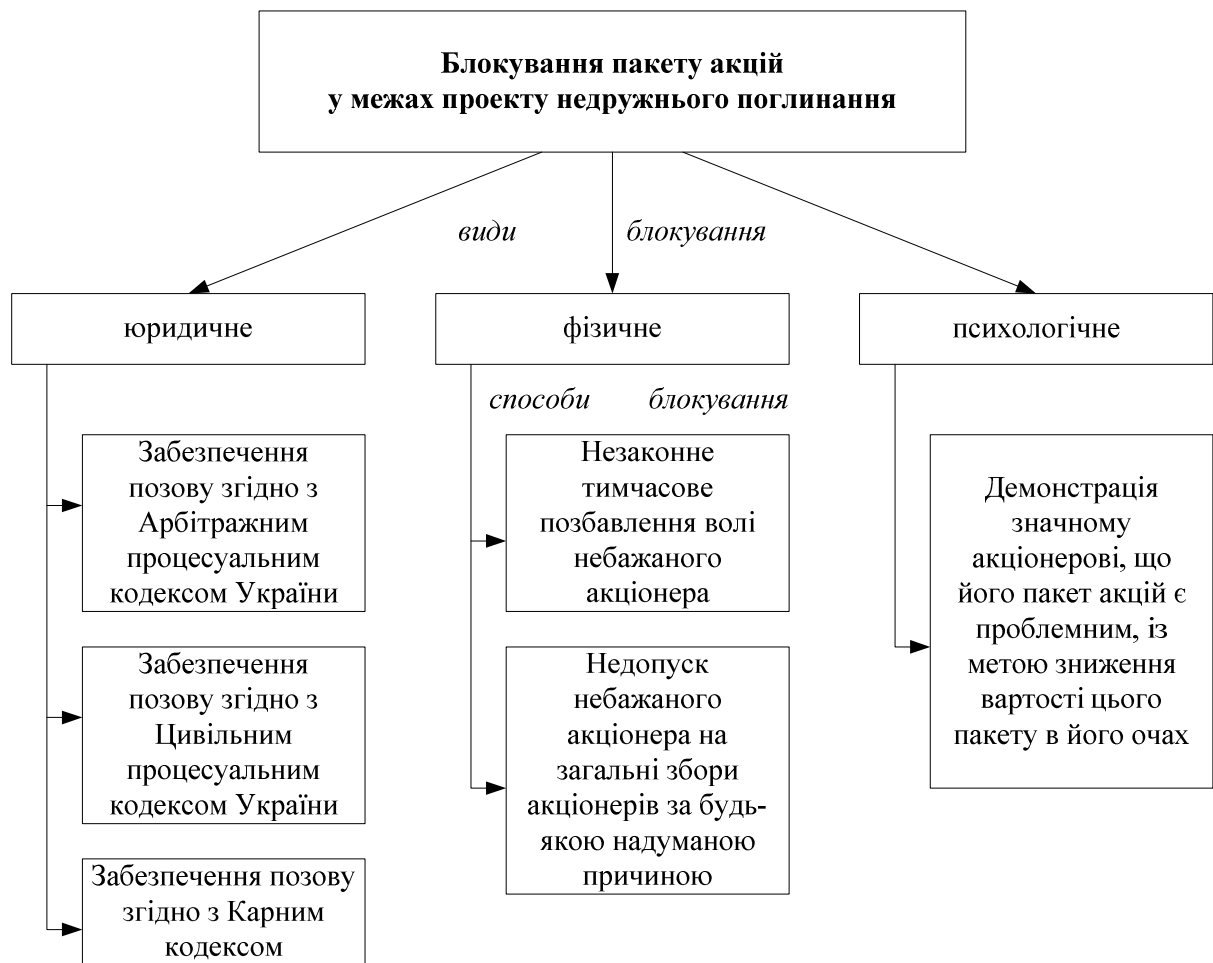 Блокування пакету акцій
у межах проекту недружнього поглинання
види блокування
юридичне
фізичне
психологічне
способи блокування
Забезпечення
позову згідно з
Арбітражним
процесуальним
кодексом України
Забезпечення
позову згідно з
Цивільним
процесуальним
кодексом України
Забезпечення позову
згідно з Карним
кодексом
Незаконне
тимчасове
позбавлення волі
небажаного
акціонера
Недопуск
небажаного
акціонера на
загальні збори
акціонерів за будь-
якою надуманою
причиною
Демонстрація
значному
акціонерові, що
його пакет акцій є
проблемним, із
метою зниження
вартості цього
пакету в його очах